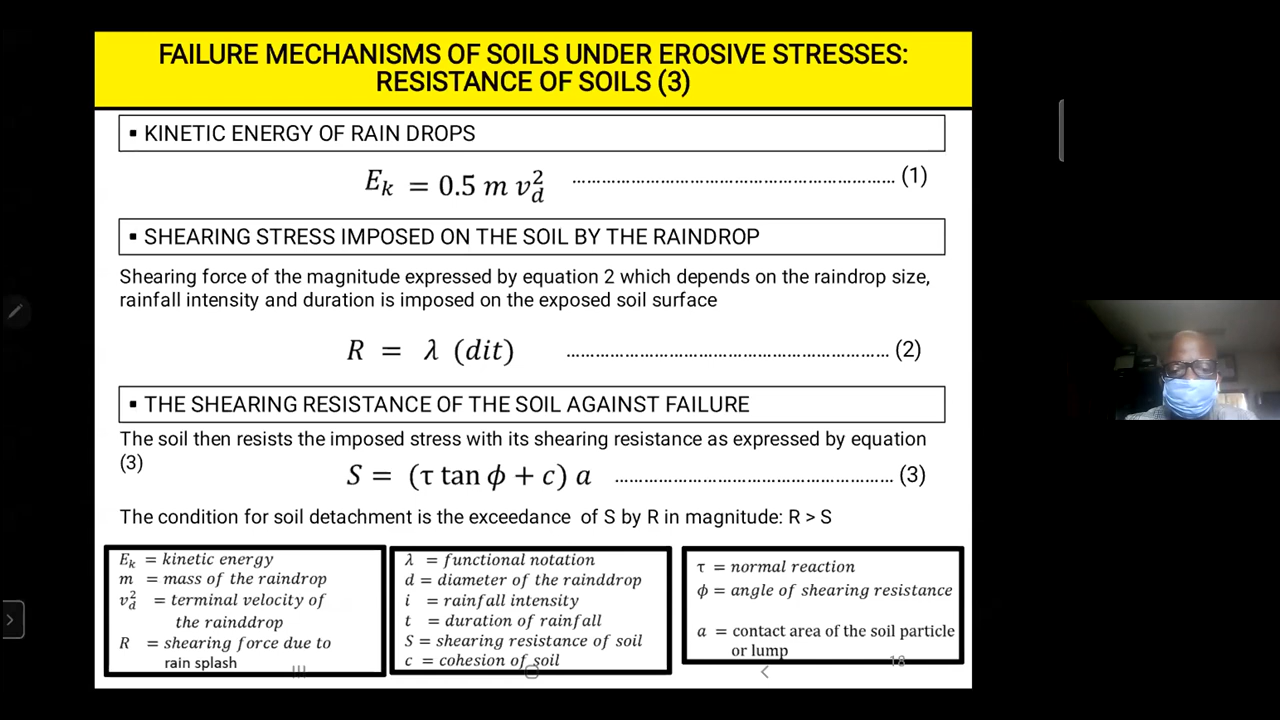 FAILURE MECHANISMS OF SOILS UNDER EROSIVE STRESSES:
RESISTANCE OF SOILS (3)
▪ KINETIC ENERGY OF RAIN DROPS
E_k = 0.5 m v_d^2 ................................................................ (1)
▪ SHEARING STRESS IMPOSED ON THE SOIL BY THE RAINDROP
Shearing force of the magnitude expressed by equation 2 which depends on the raindrop size,
rainfall intensity and duration is imposed on the exposed soil surface
R = λ (dit) ................................................................ (2)
▪ THE SHEARING RESISTANCE OF THE SOIL AGAINST FAILURE
The soil then resists the imposed stress with its shearing resistance as expressed by equation
(3)
S = (τ tan ϕ + c) a ....................................................... (3)
The condition for soil detachment is the exceedance of S by R in magnitude: R > S
E_k = kinetic energy
m = mass of the raindrop
v_d^2 = terminal velocity of
the rainddrop
R = shearing force due to
rain splash
λ = functional notation
d = diameter of the rainddrop
i = rainfall intensity
t = duration of rainfall
S = shearing resistance of soil
c = cohesion of soil
τ = normal reaction
ϕ = angle of shearing resistance
a = contact area of the soil particle
or lump
18